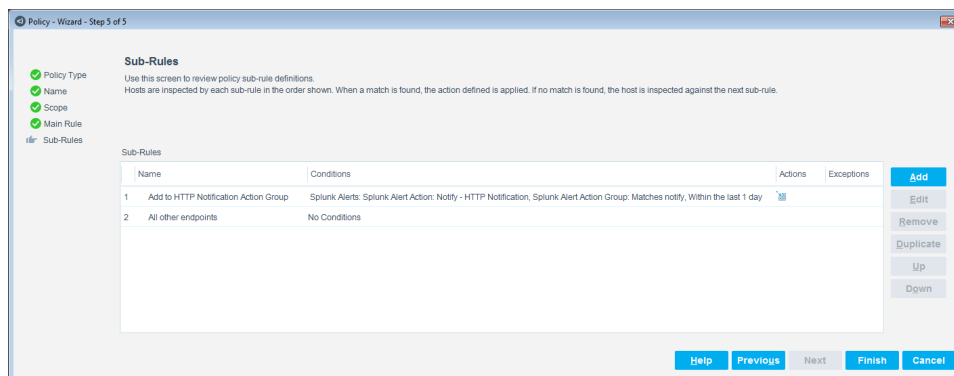 Policy - Wizard - Step 5 of 5
Sub-Rules
Policy Type
Name
Scope
Main Rule
Sub-Rules
Use this screen to review policy sub-rule definitions.
Hosts are inspected by each sub-rule in the order shown. When a match is found, the action defined is applied. If no match is found, the host is inspected against the next sub-rule.
Sub-Rules
Name Conditions Actions Exceptions
1 Add to HTTP Notification Action Group Splunk Alerts: Splunk Alert Action: Notify - HTTP Notification, Splunk Alert Action Group: Matches notify, Within the last 1 day
2 All other endpoints No Conditions
Add
Edit
Remove
Duplicate
Up
Down
Help Previous Next Finish Cancel